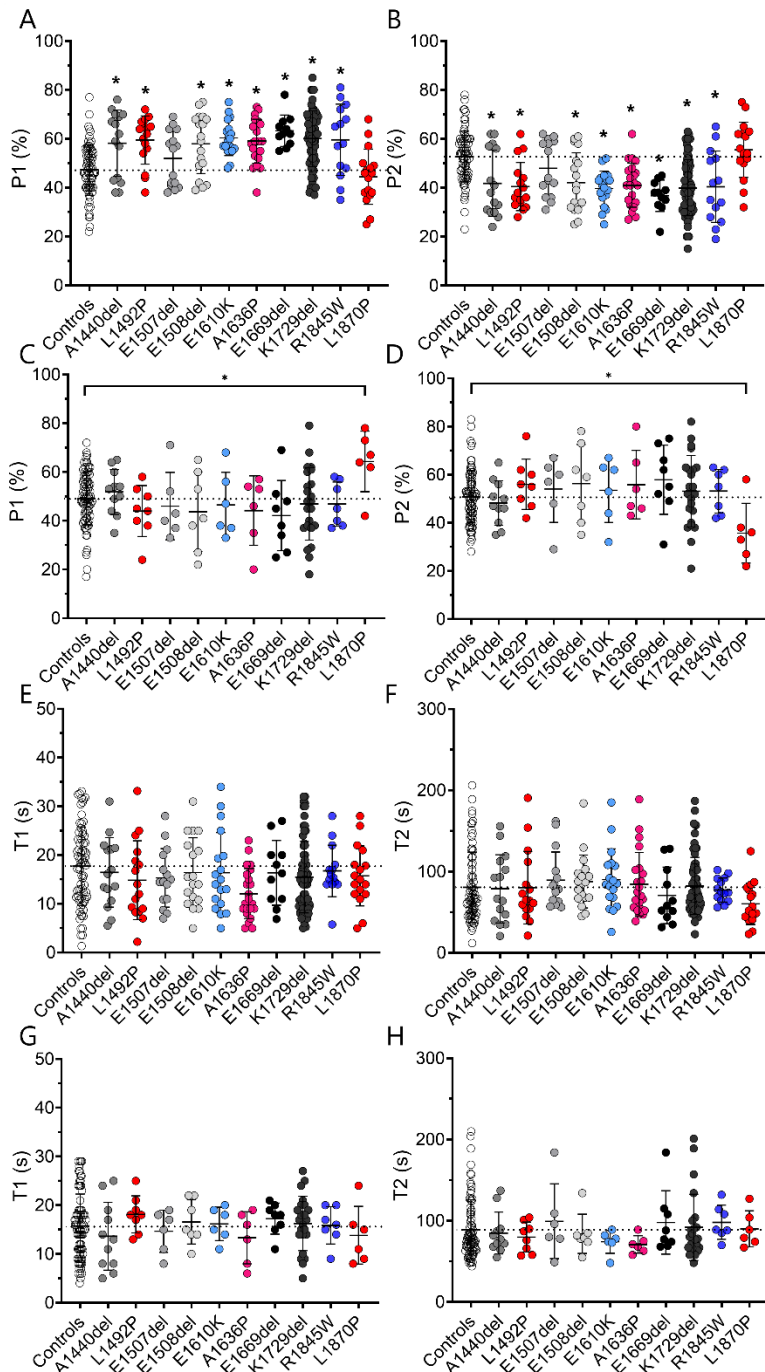 A
B
P1 (%)
100
80
60
40
20
0
* * * * * * * *
Controls
A1440del
L1492P
E1507del
E1508del
E1610K
A1636P
E1669del
K1729del
R1845W
L1870P
P2 (%)
100
80
60
40
20
0
* * * * * * * *
Controls
A1440del
L1492P
E1507del
E1508del
E1610K
A1636P
E1669del
K1729del
R1845W
L1870P
C
D
P1 (%)
100
80
60
40
20
0
*
Controls
A1440del
L1492P
E1507del
E1508del
E1610K
A1636P
E1669del
K1729del
R1845W
L1870P
P2 (%)
100
80
60
40
20
0
*
Controls
A1440del
L1492P
E1507del
E1508del
E1610K
A1636P
E1669del
K1729del
R1845W
L1870P
E
F
T1 (s)
50
40
30
20
10
0
Controls
A1440del
L1492P
E1507del
E1508del
E1610K
A1636P
E1669del
K1729del
R1845W
L1870P
T2 (s)
300
200
100
0
Controls
A1440del
L1492P
E1507del
E1508del
E1610K
A1636P
E1669del
K1729del
R1845W
L1870P
G
H
T1 (s)
50
40
30
20
10
0
Controls
A1440del
L1492P
E1507del
E1508del
E1610K
A1636P
E1669del
K1729del
R1845W
L1870P
T2 (s)
300
200
100
0
Controls
A1440del
L1492P
E1507del
E1508del
E1610K
A1636P
E1669del
K1729del
R1845W
L1870P